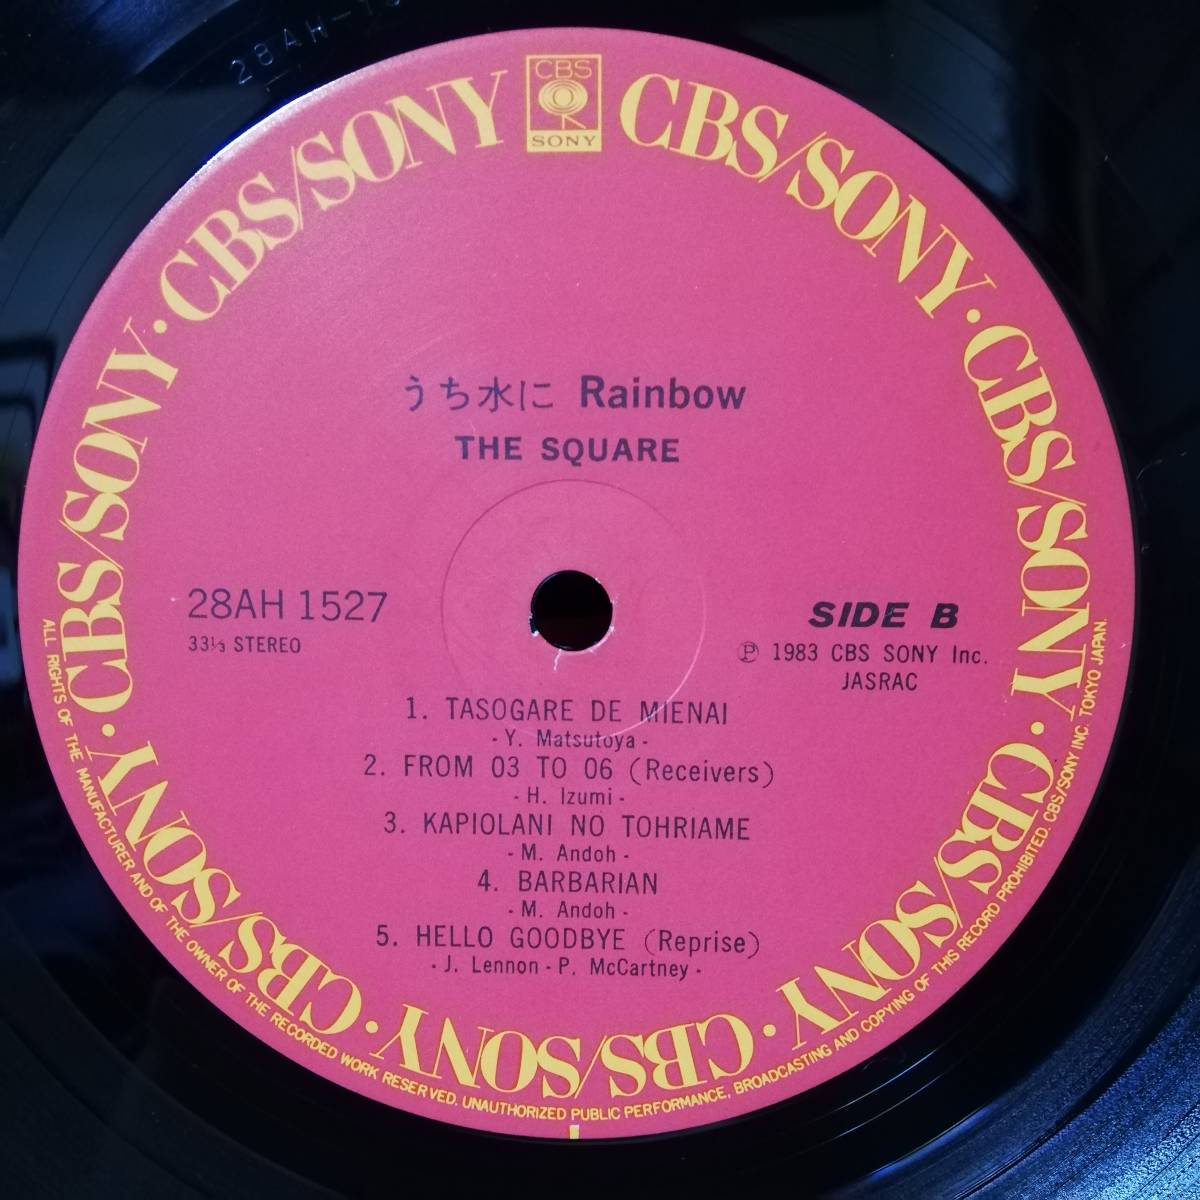 28AH-15
CBS
SONY
CBS/SONY · CBS/SONY · CBS/SONY · CBS/SONY · CBS/SONY · CBS/SONY · CBS/SONY · CBS/SONY
うち水に Rainbow
THE SQUARE
28AH 1527
33⅓ STEREO
SIDE B
Ⓟ 1983 CBS SONY Inc.
JASRAC
1. TASOGARE DE MIENAI
- Y. Matsutoya -
2. FROM 03 TO 06 (Receivers)
- H. Izumi -
3. KAPIOLANI NO TOHRIAME
- M. Andoh -
4. BARBARIAN
- M. Andoh -
5. HELLO GOODBYE (Reprise)
- J. Lennon - P. McCartney -
ALL RIGHTS OF THE MANUFACTURER AND OF THE OWNER OF THE RECORDED WORK RESERVED. UNAUTHORIZED PUBLIC PERFORMANCE, BROADCASTING AND COPYING OF THIS RECORD PROHIBITED. CBS/SONY INC. TOKYO JAPAN.